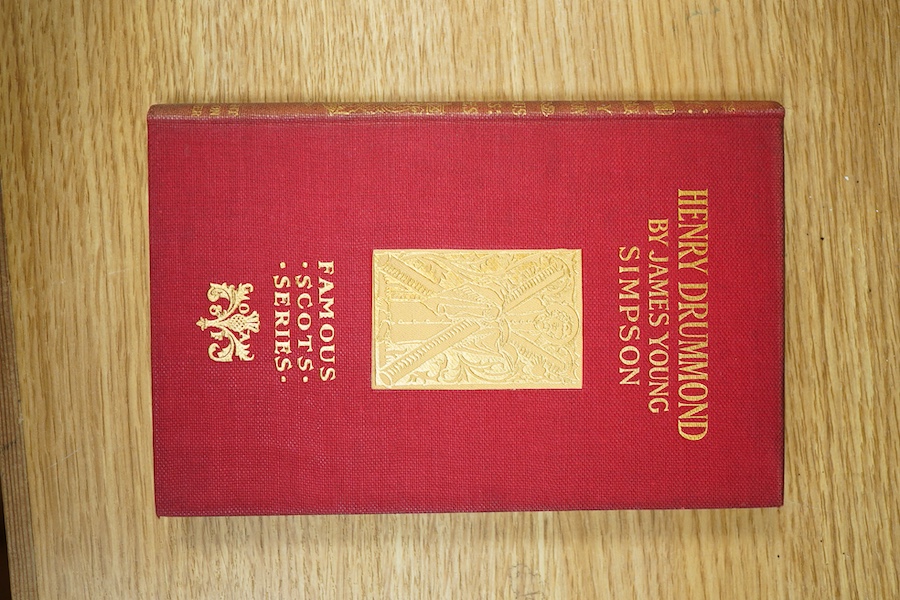 HENRY DRUMMOND
BY JAMES YOUNG
SIMPSON
FAMOUS
·SCOTS·
·SERIES·